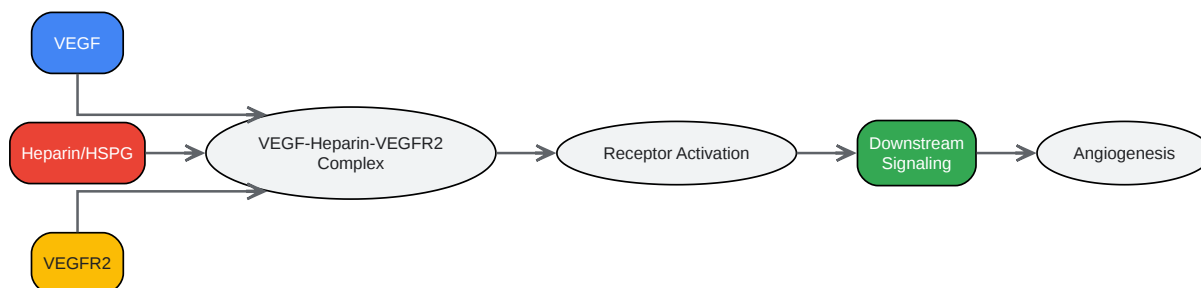 VEGF
Heparin/HSPG
VEGFR2
VEGF-Heparin-VEGFR2
Complex
Receptor Activation
Downstream
Signaling
Angiogenesis